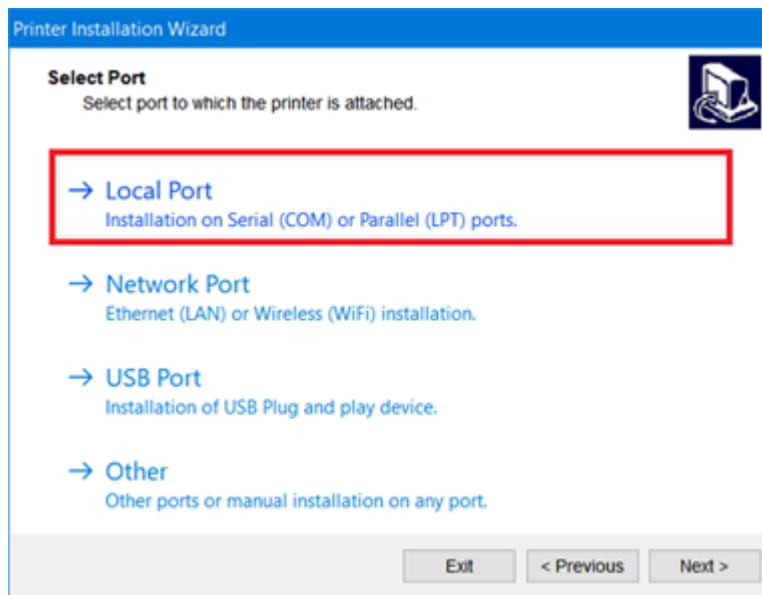 Printer Installation Wizard
Select Port
Select port to which the printer is attached.
→ Local Port
Installation on Serial (COM) or Parallel (LPT) ports.
→ Network Port
Ethernet (LAN) or Wireless (WiFi) installation.
→ USB Port
Installation of USB Plug and play device.
→ Other
Other ports or manual installation on any port.
Exit < Previous Next >